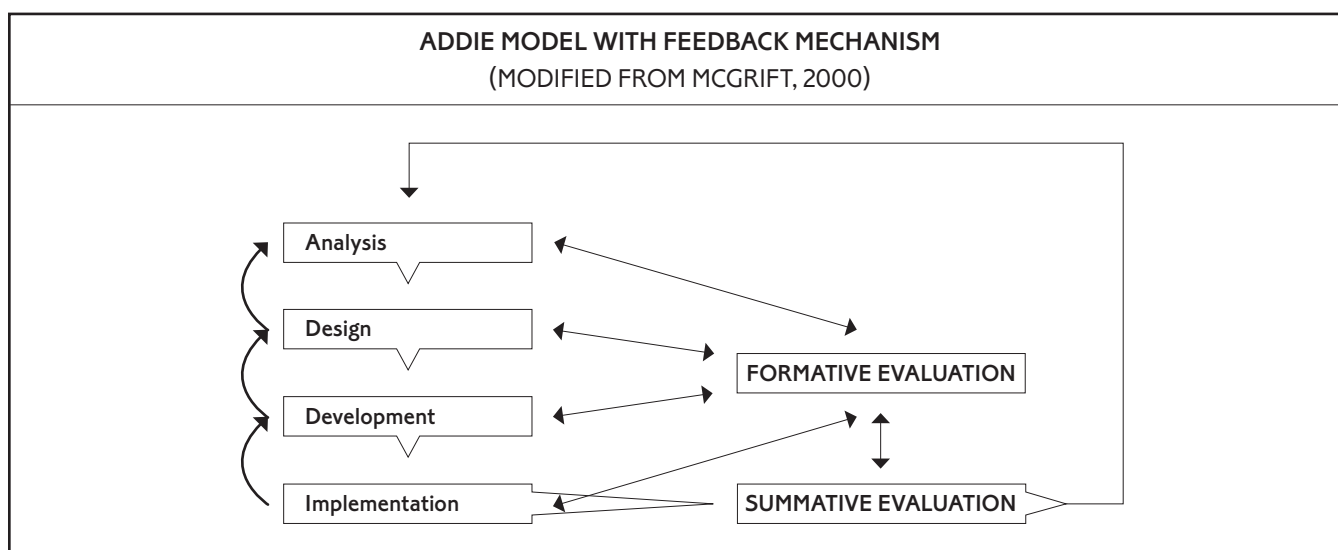 ADDIE MODEL WITH FEEDBACK MECHANISM
(MODIFIED FROM MCGRIFT, 2000)
Analysis
Design
Development
Implementation
FORMATIVE EVALUATION
SUMMATIVE EVALUATION